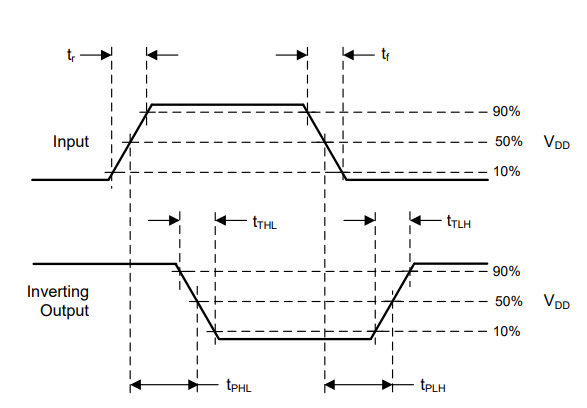 tr
tf
90%
Input
50%
VDD
10%
tTHL
tTLH
90%
Inverting
Output
50%
VDD
10%
tPHL
tPLH